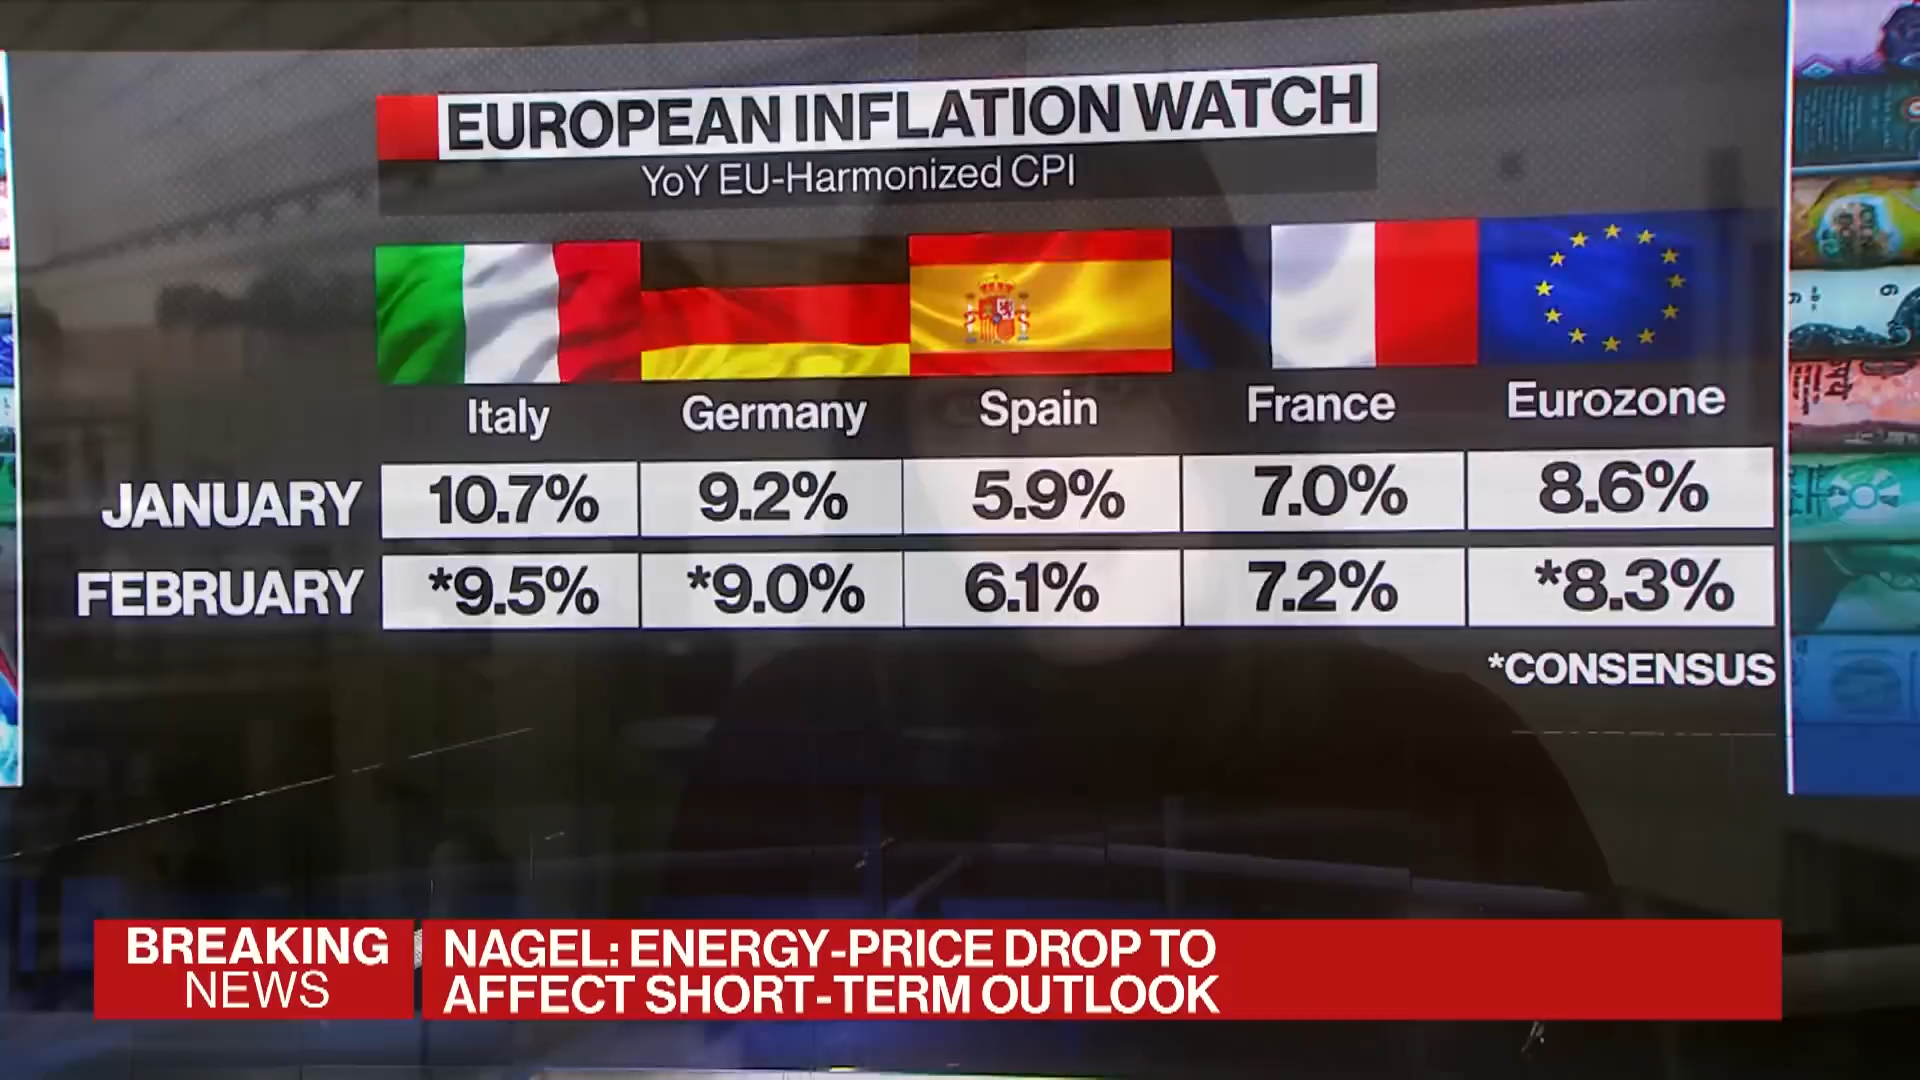 EUROPEAN INFLATION WATCH
YoY EU-Harmonized CPI
Italy Germany Spain France Eurozone
JANUARY 10.7% 9.2% 5.9% 7.0% 8.6%
FEBRUARY *9.5% *9.0% 6.1% 7.2% *8.3%
*CONSENSUS
BREAKING
NEWS
NAGEL: ENERGY-PRICE DROP TO
AFFECT SHORT-TERM OUTLOOK